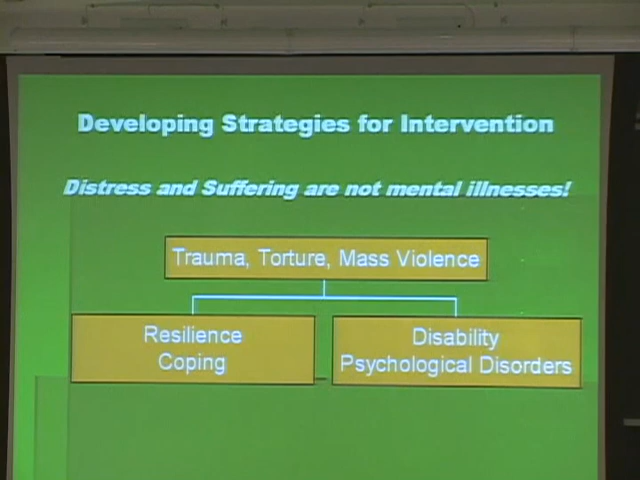 Developing Strategies for Intervention
Distress and Suffering are not mental illnesses!
Trauma, Torture, Mass Violence
Resilience
Coping
Disability
Psychological Disorders